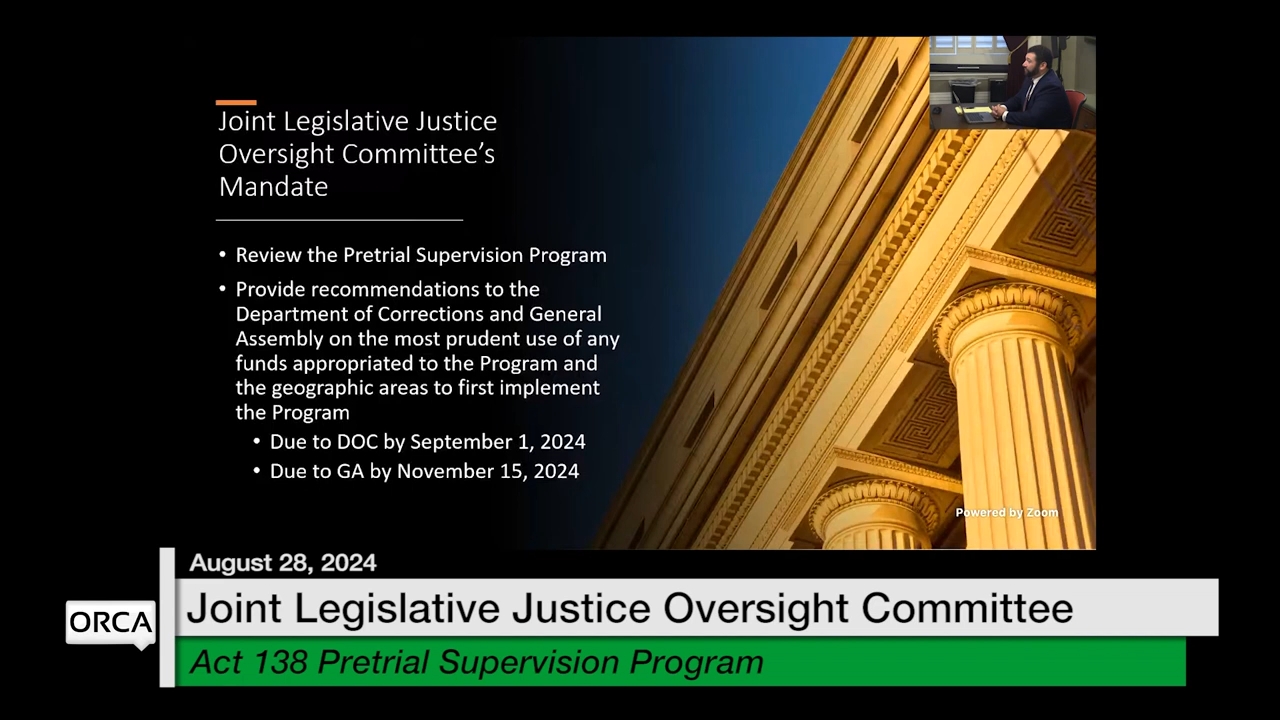 Joint Legislative Justice
Oversight Committee's
Mandate
• Review the Pretrial Supervision Program
• Provide recommendations to the
Department of Corrections and General
Assembly on the most prudent use of any
funds appropriated to the Program and
the geographic areas to first implement
the Program
• Due to DOC by September 1, 2024
• Due to GA by November 15, 2024
Powered by Zoom
August 28, 2024
Joint Legislative Justice Oversight Committee
ORCA
Act 138 Pretrial Supervision Program